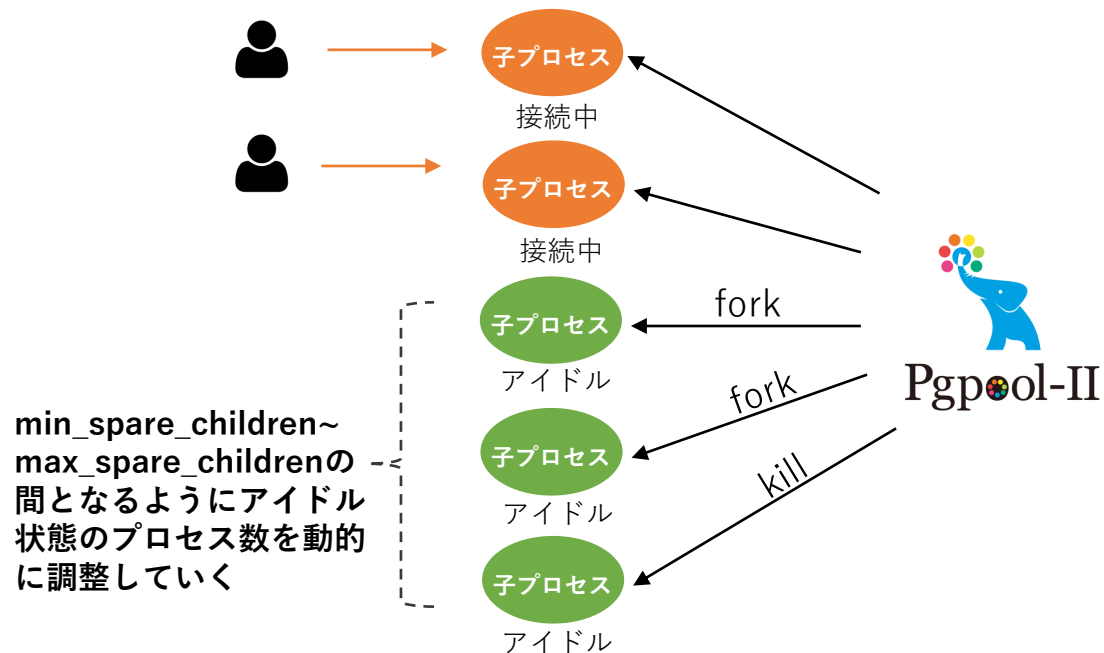 子プロセス
接続中
子プロセス
接続中
子プロセス
fork
アイドル
fork
Pgpool-II
min_spare_children~
max_spare_childrenの
間となるようにアイドル
状態のプロセス数を動的
に調整していく
子プロセス
kill
アイドル
子プロセス
アイドル